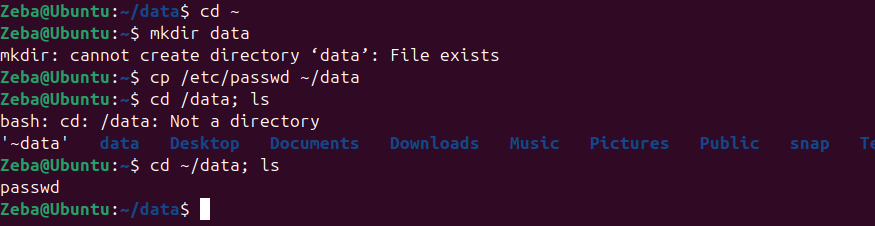 Zeba@Ubuntu:~/data$ cd ~
Zeba@Ubuntu:~$ mkdir data
mkdir: cannot create directory ‘data’: File exists
Zeba@Ubuntu:~$ cp /etc/passwd ~/data
Zeba@Ubuntu:~$ cd /data; ls
bash: cd: /data: Not a directory
'~data' data Desktop Documents Downloads Music Pictures Public snap
Zeba@Ubuntu:~$ cd ~/data; ls
passwd
Zeba@Ubuntu:~/data$